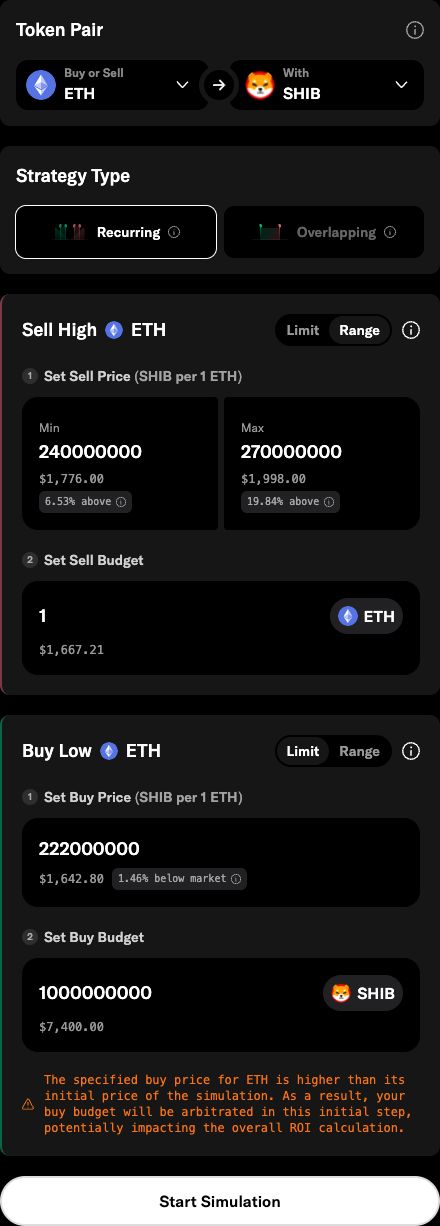 Token Pair
Buy or Sell
ETH
With
SHIB
Strategy Type
Recurring
Overlapping
Sell High ETH
Limit Range
1 Set Sell Price (SHIB per 1 ETH)
Min
240000000
$1,776.00
6.53% above
Max
270000000
$1,998.00
19.84% above
2 Set Sell Budget
1
ETH
$1,667.21
Buy Low ETH
Limit Range
1 Set Buy Price (SHIB per 1 ETH)
222000000
$1,642.80 1.46% below market
2 Set Buy Budget
1000000000
SHIB
$7,400.00
The specified buy price for ETH is higher than its
initial price of the simulation. As a result, your
buy budget will be arbitrated in this initial step,
potentially impacting the overall ROI calculation.
Start Simulation